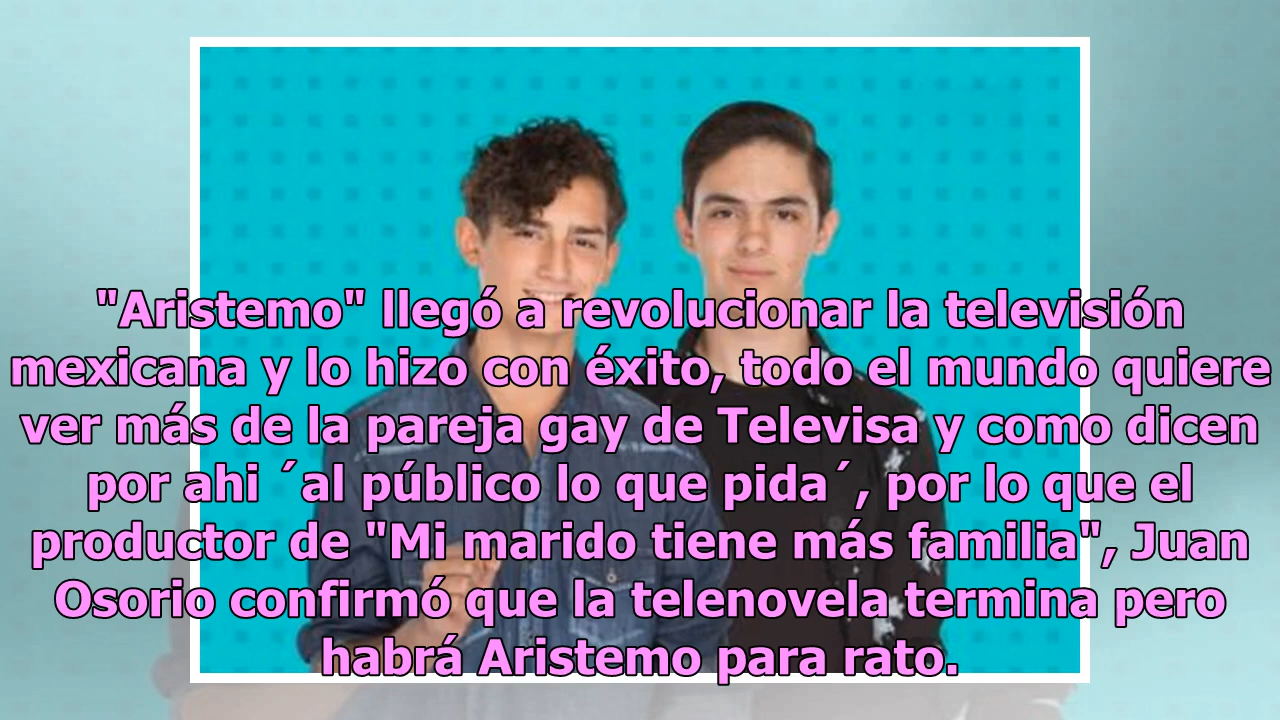 "Aristemo" llegó a revolucionar la televisión
mexicana y lo hizo con éxito, todo el mundo quiere
ver más de la pareja gay de Televisa y como dicen
por ahi ´al público lo que pida´, por lo que el
productor de "Mi marido tiene más familia", Juan
Osorio confirmó que la telenovela termina pero
habrá Aristemo para rato.